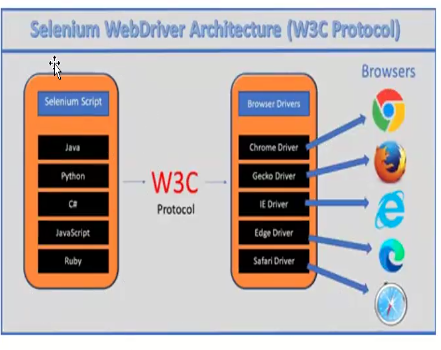 Selenium WebDriver Architecture (W3C Protocol)
Browsers
Selenium Script
Java
Python
C#
JavaScript
Ruby
W3C
Protocol
Browser Drivers
Chrome Driver
Gecko Driver
IE Driver
Edge Driver
Safari Driver